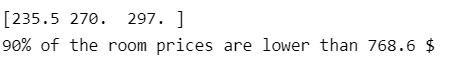 [235.5 270.  297. ]
90% of the room prices are lower than 768.6 $